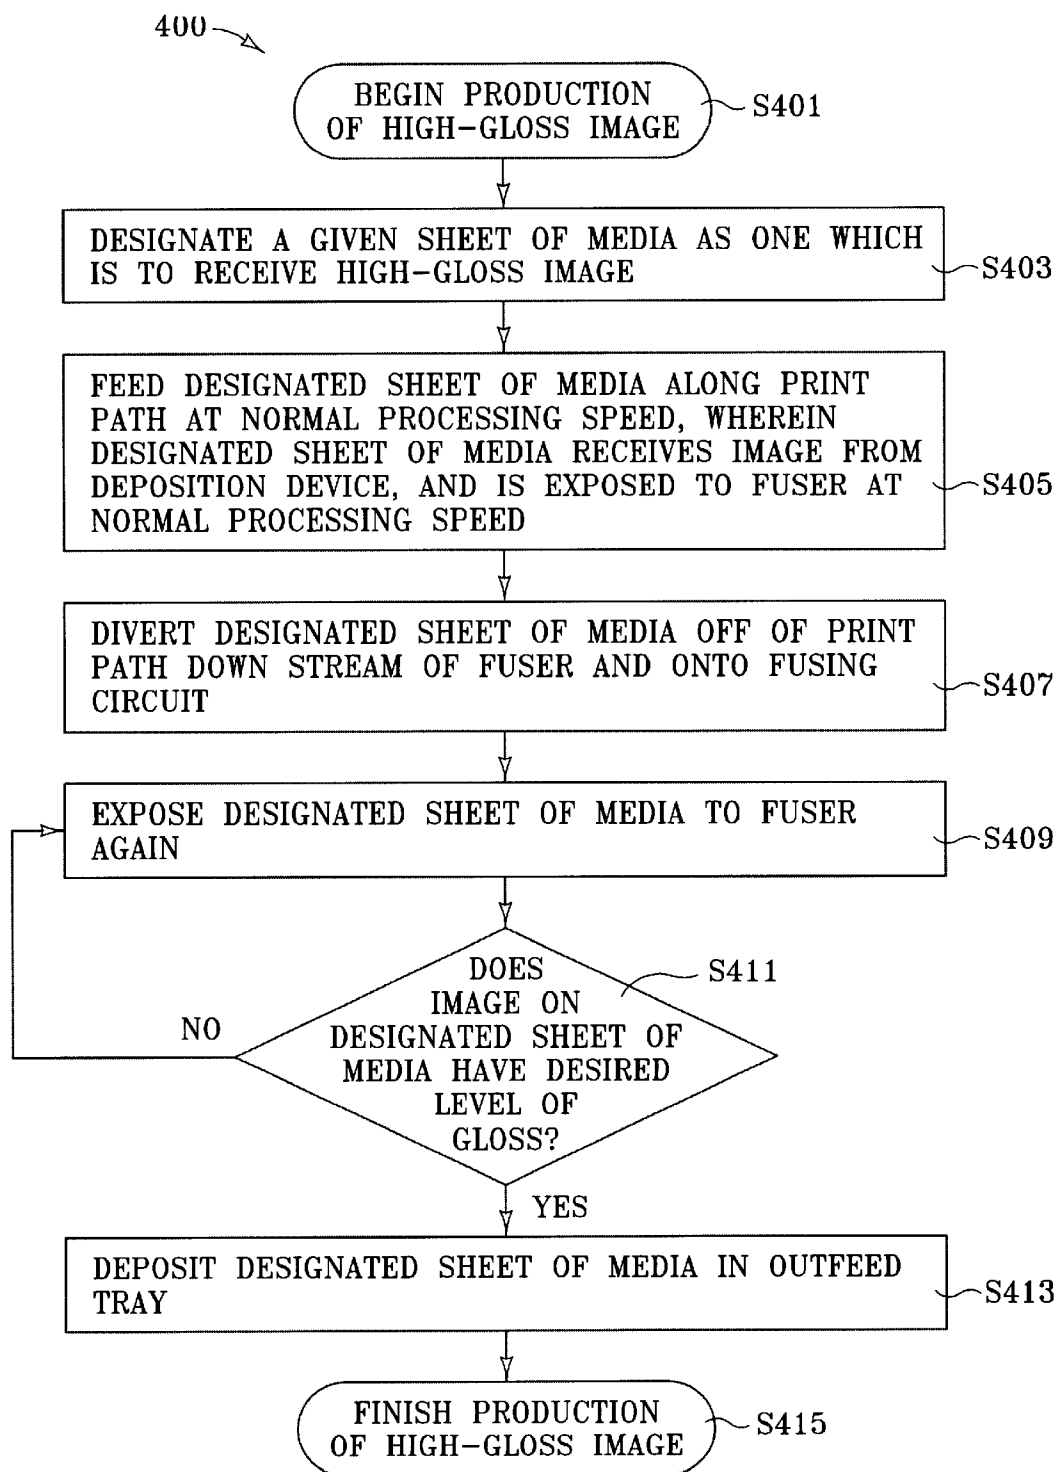 400
BEGIN PRODUCTION
OF HIGH-GLOSS IMAGE
S401
DESIGNATE A GIVEN SHEET OF MEDIA AS ONE WHICH
IS TO RECEIVE HIGH-GLOSS IMAGE
S403
FEED DESIGNATED SHEET OF MEDIA ALONG PRINT
PATH AT NORMAL PROCESSING SPEED, WHEREIN
DESIGNATED SHEET OF MEDIA RECEIVES IMAGE FROM
DEPOSITION DEVICE, AND IS EXPOSED TO FUSER AT
NORMAL PROCESSING SPEED
S405
DIVERT DESIGNATED SHEET OF MEDIA OFF OF PRINT
PATH DOWN STREAM OF FUSER AND ONTO FUSING
CIRCUIT
S407
EXPOSE DESIGNATED SHEET OF MEDIA TO FUSER
AGAIN
S409
DOES
IMAGE ON
DESIGNATED SHEET OF
MEDIA HAVE DESIRED
LEVEL OF
GLOSS?
S411
NO
YES
DEPOSIT DESIGNATED SHEET OF MEDIA IN OUTFEED
TRAY
S413
FINISH PRODUCTION
OF HIGH-GLOSS IMAGE
S415